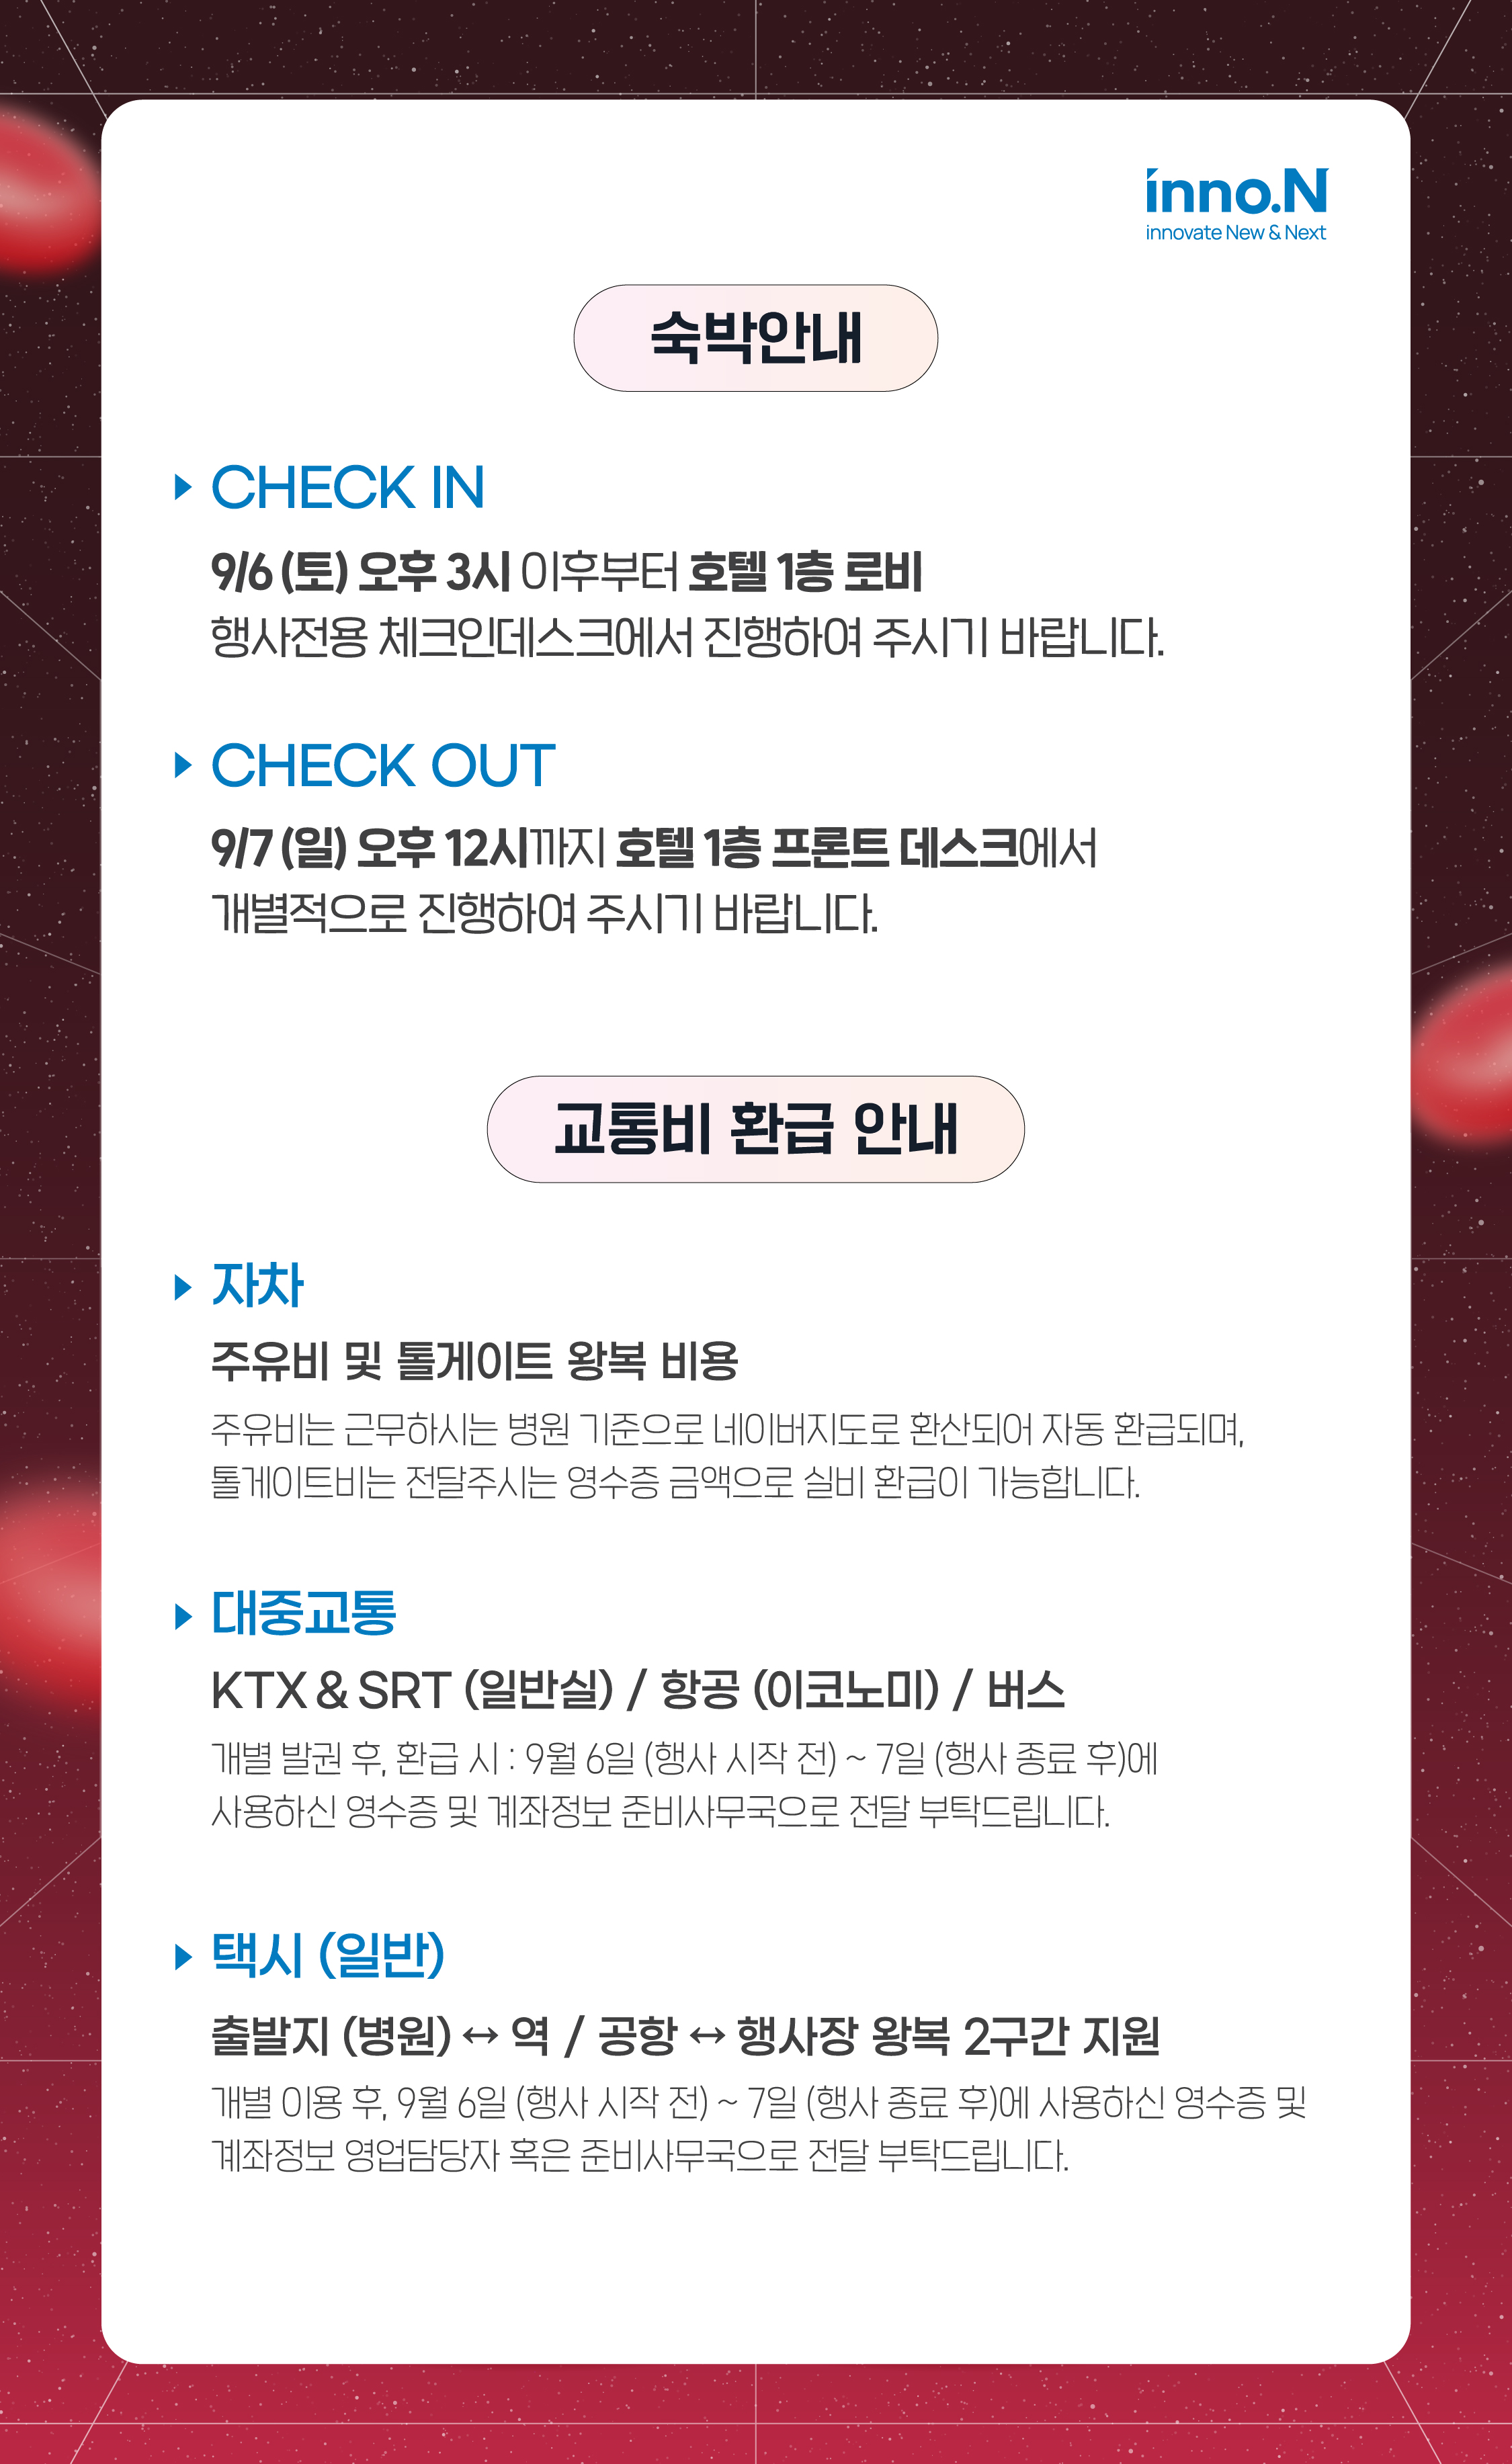 inno.N
innovate New & Next
숙박안내
CHECK IN
9/6 (토) 오후 3시 이후부터 호텔 1층 로비
행사전용 체크인데스크에서 진행하여 주시기 바랍니다.
CHECK OUT
9/7 (일) 오후 12시까지 호텔 1층 프론트 데스크에서
개별적으로 진행하여 주시기 바랍니다.
교통비 환급 안내
자차
주유비 및 톨게이트 왕복 비용
주유비는 근무하시는 병원 기준으로 네이버지도로 환산되어 자동 환급되며,
톨게이트비는 전달주시는 영수증 금액으로 실비 환급이 가능합니다.
대중교통
KTX & SRT (일반실) / 항공 (이코노미) / 버스
개별 발권 후, 환급 시 : 9월 6일 (행사 시작 전) ~ 7일 (행사 종료 후)에
사용하신 영수증 및 계좌정보 준비사무국으로 전달 부탁드립니다.
택시 (일반)
출발지 (병원) ↔ 역 / 공항 ↔ 행사장 왕복 2구간 지원
개별 이용 후, 9월 6일 (행사 시작 전) ~ 7일 (행사 종료 후)에 사용하신 영수증 및
계좌정보 영업담당자 혹은 준비사무국으로 전달 부탁드립니다.